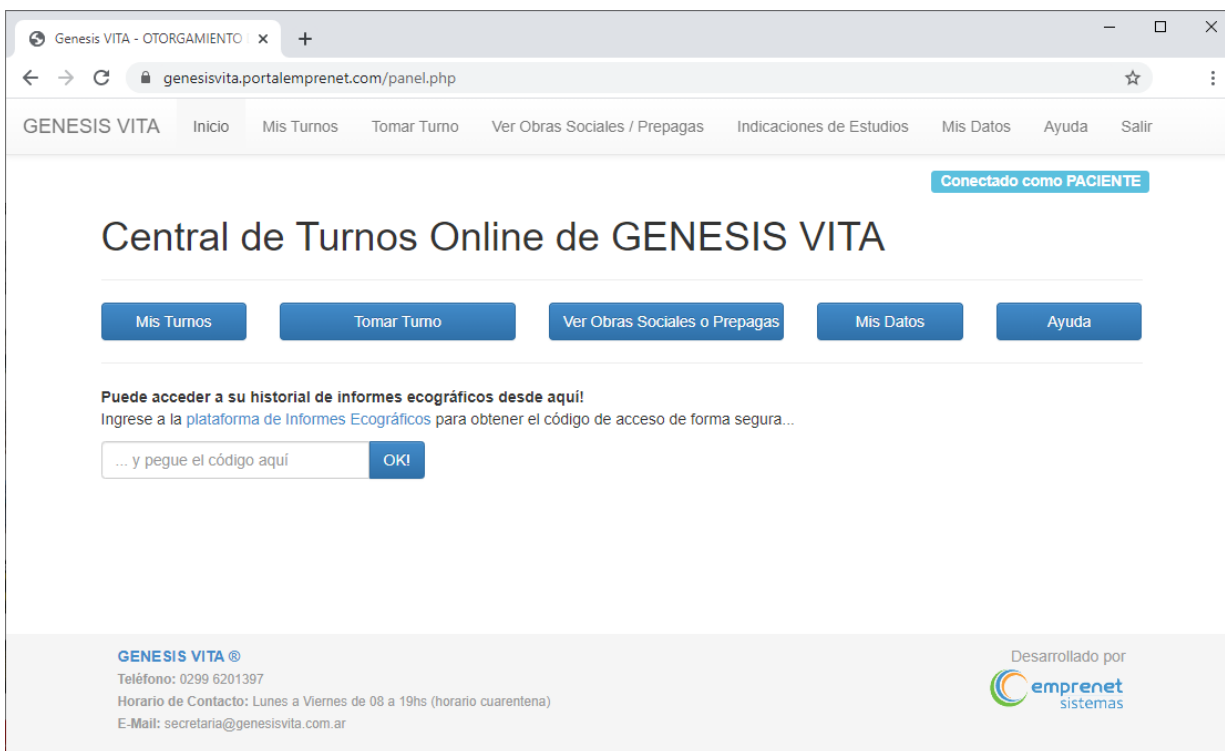 Genesis VITA - OTORGAMIENTO
genesisvita.portalemprenet.com/panel.php
GENESIS VITA Inicio Mis Turnos Tomar Turno Ver Obras Sociales / Prepagas Indicaciones de Estudios Mis Datos Ayuda Salir
Conectado como PACIENTE
Central de Turnos Online de GENESIS VITA
Mis Turnos Tomar Turno Ver Obras Sociales o Prepagas Mis Datos Ayuda
Puede acceder a su historial de informes ecográficos desde aquí!
Ingrese a la plataforma de Informes Ecográficos para obtener el código de acceso de forma segura...
... y pegue el código aquí OK!
GENESIS VITA ®
Teléfono: 0299 6201397
Horario de Contacto: Lunes a Viernes de 08 a 19hs (horario cuarentena)
E-Mail: secretaria@genesisvita.com.ar
Desarrollado por
emprenet
sistemas